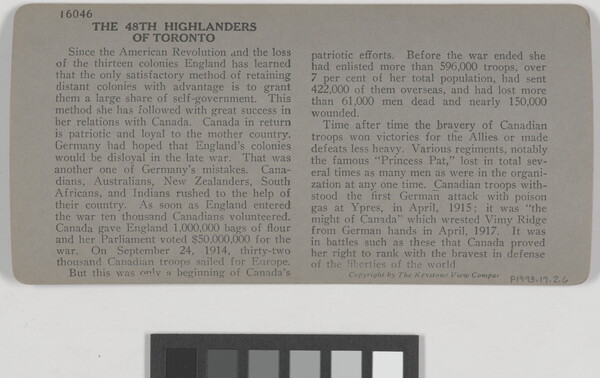 16046
THE 48TH HIGHLANDERS
OF TORONTO
Since the American Revolution and the loss
of the thirteen colonies England has learned
that the only satisfactory method of retaining
distant colonies with advantage is to grant
them a large share of self-government. This
method she has followed with great success in
her relations with Canada. Canada in return
is patriotic and loyal to the mother country.
Germany had hoped that England's colonies
would be disloyal in the late war. That was
another one of Germany's mistakes. Cana-
dians, Australians, New Zealanders, South
Africans, and Indians rushed to the help of
their country. As soon as England entered
the war ten thousand Canadians volunteered.
Canada gave England 1,000,000 bags of flour
and her Parliament voted $50,000,000 for the
war. On September 24, 1914, thirty-two
thousand Canadian troops sailed for Europe.
But this was only a beginning of Canada's
patriotic efforts. Before the war ended she
had enlisted more than 596,000 troops, over
7 per cent of her total population, had sent
422,000 of them overseas, and had lost more
than 61,000 men dead and nearly 150,000
wounded.
Time after time the bravery of Canadian
troops won victories for the Allies or made
defeats less heavy. Various regiments, notably
the famous "Princess Pat," lost in total sev-
eral times as many men as were in the organi-
zation at any one time. Canadian troops with-
stood the first German attack with poison
gas at Ypres, in April, 1915; it was "the
might of Canada" which wrested Vimy Ridge
from German hands in April, 1917. It was
in battles such as these that Canada proved
her right to rank with the bravest in defense
of the liberties of the world
Copyright by The Keystone View Compan
P1973.17.26